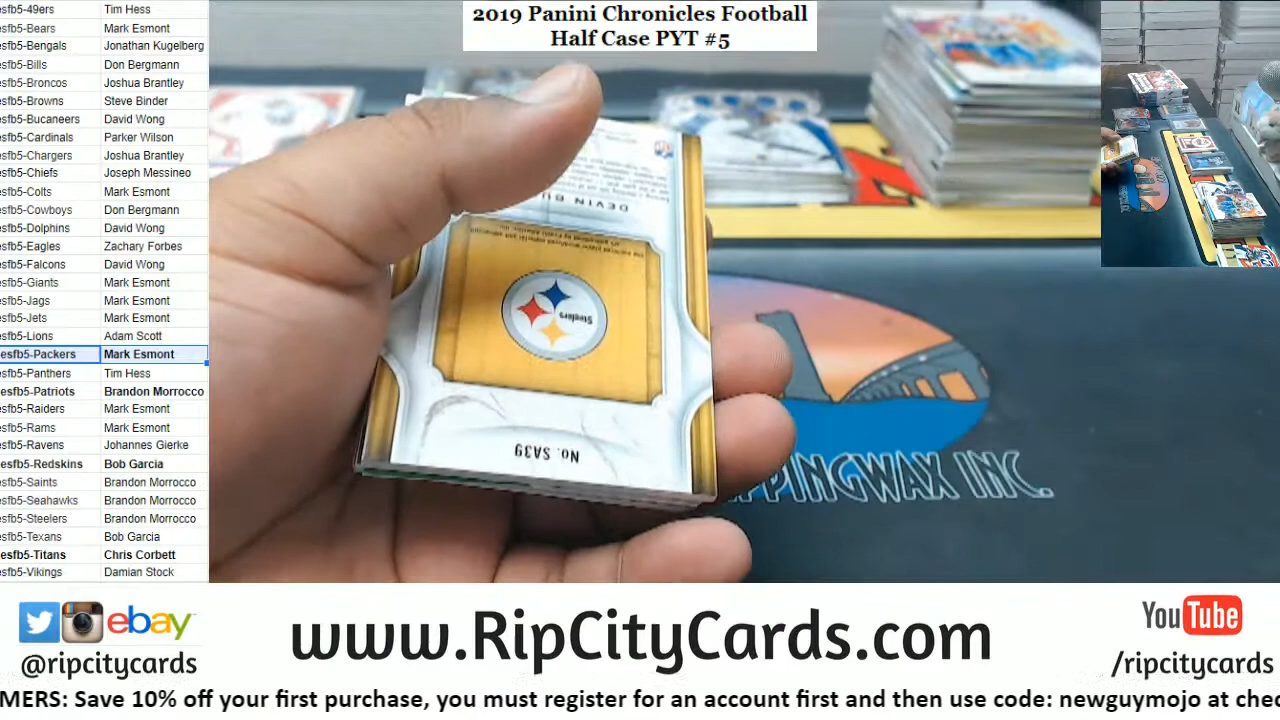 esfb5-49ers Tim Hess
esfb5-Bears Mark Esmont
esfb5-Bengals Jonathan Kugelberg
esfb5-Bills Don Bergmann
esfb5-Broncos Joshua Brantley
esfb5-Browns Steve Binder
esfb5-Bucaneers David Wong
esfb5-Cardinals Parker Wilson
esfb5-Chargers Joshua Brantley
esfb5-Chiefs Joseph Messineo
esfb5-Colts Mark Esmont
esfb5-Cowboys Don Bergmann
esfb5-Dolphins David Wong
esfb5-Eagles Zachary Forbes
esfb5-Falcons David Wong
esfb5-Giants Mark Esmont
esfb5-Jags Mark Esmont
esfb5-Jets Mark Esmont
esfb5-Lions Adam Scott
esfb5-Packers Mark Esmont
esfb5-Panthers Tim Hess
esfb5-Patriots Brandon Morrocco
esfb5-Raiders Mark Esmont
esfb5-Rams Mark Esmont
esfb5-Ravens Johannes Gierke
esfb5-Redskins Bob Garcia
esfb5-Saints Brandon Morrocco
esfb5-Seahawks Brandon Morrocco
esfb5-Steelers Brandon Morrocco
esfb5-Texans Bob Garcia
esfb5-Titans Chris Corbett
esfb5-Vikings Damian Stock
2019 Panini Chronicles Football
Half Case PYT #5
DEVIN BU
Steelers
No. SA39
PPINGWAX INC.
ebay
@ripcitycards
www.RipCityCards.com
YouTube
/ripcitycards
MERS: Save 10% off your first purchase, you must register for an account first and then use code: newguymojo at chec